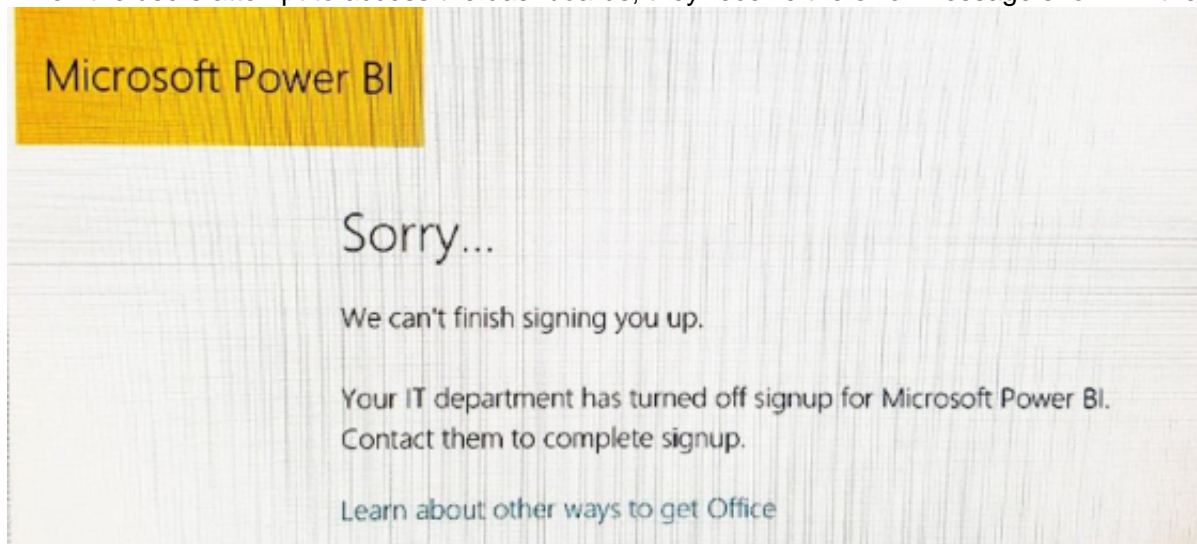 Microsoft Power BI
Sorry...
We can't finish signing you up.
Your IT department has turned off signup for Microsoft Power BI.
Contact them to complete signup.
Learn about other ways to get Office